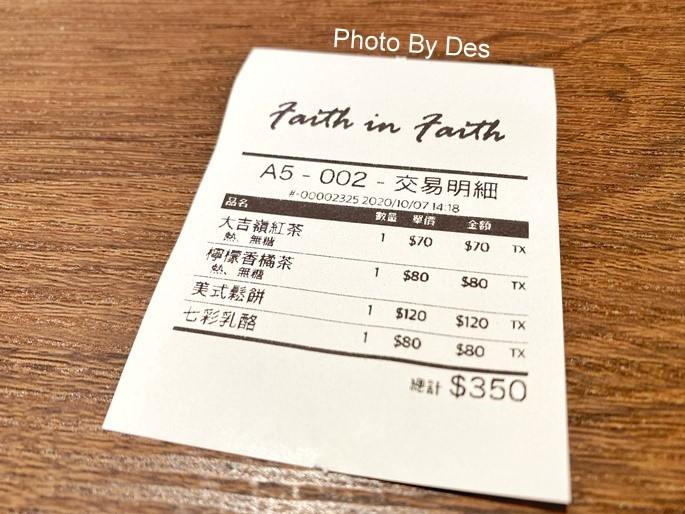 Photo By Des
Faith in Faith
A5 - 002 - 交易明細
#-00002325 2020/10/07 14:18
品名 數量 單價 金額
大吉嶺紅茶 1 $70 $70 TX
熱、無糖
檸檬香橘茶 1 $80 $80 TX
熱、無糖
美式鬆餅 1 $120 $120 TX
七彩乳酪 1 $80 $80 TX
總計 $350